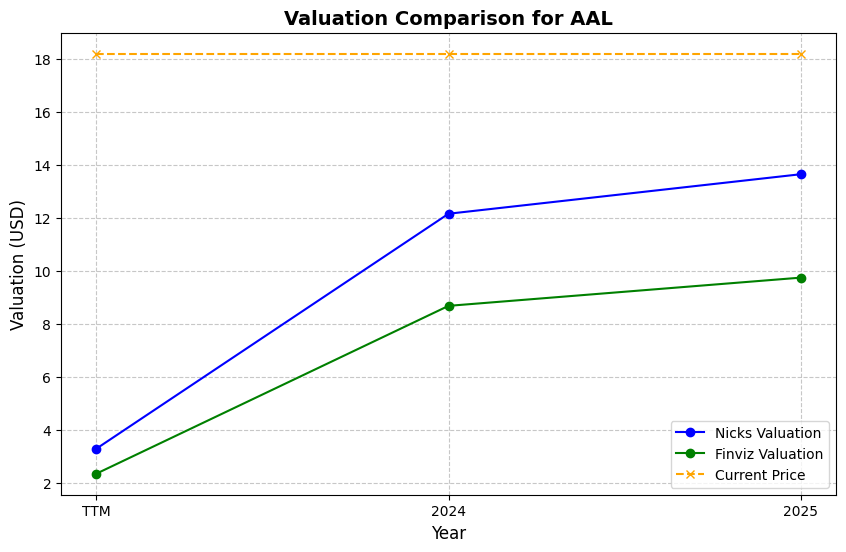 Valuation Comparison for AAL
Valuation (USD)
18
16
14
12
10
8
6
4
2
Nicks Valuation
Finviz Valuation
Current Price
TTM
2024
2025
Year